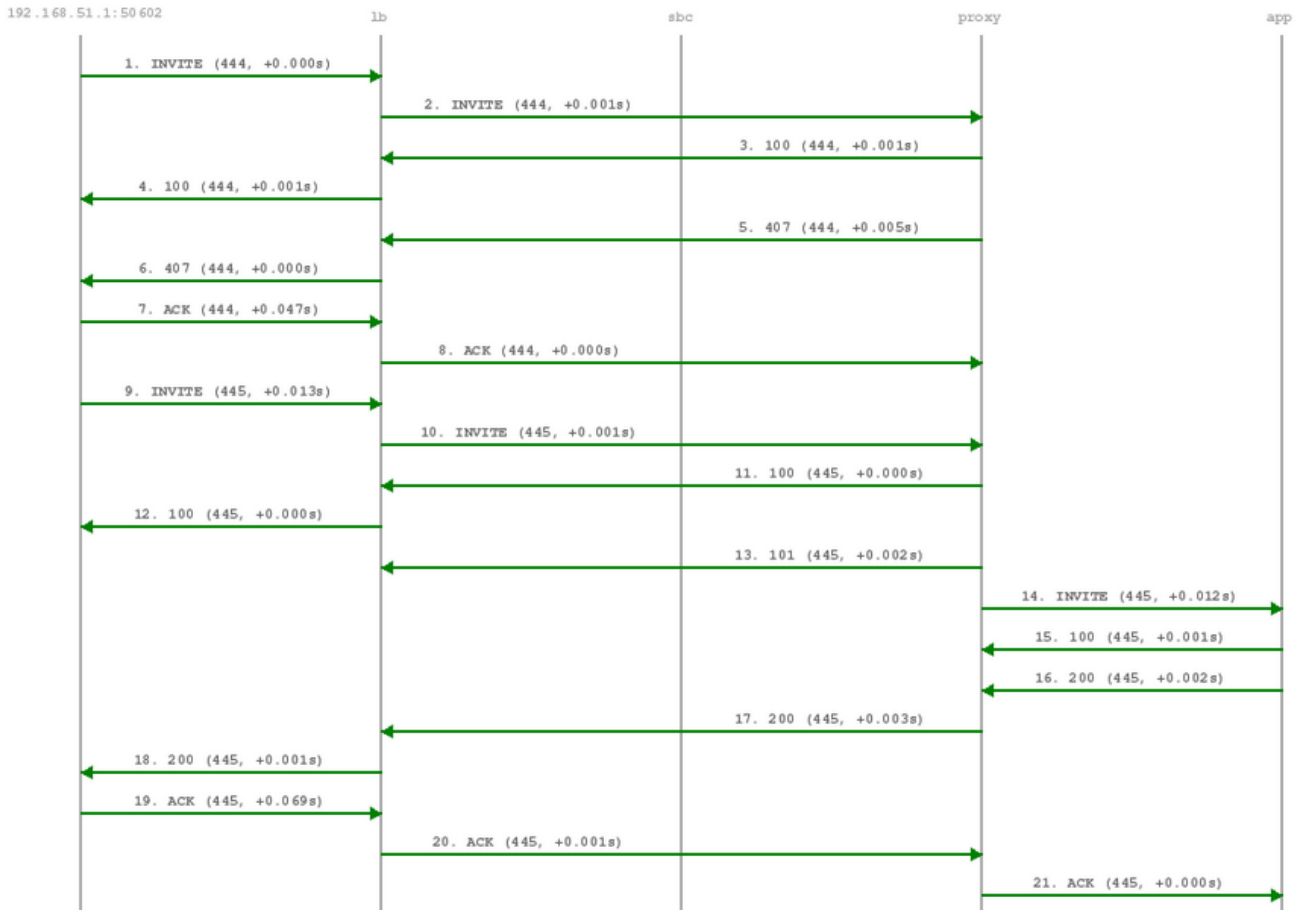 192.168.51.1:50602 lb sbc proxy app
1. INVITE (444, +0.000s)
2. INVITE (444, +0.001s)
3. 100 (444, +0.001s)
4. 100 (444, +0.001s)
5. 407 (444, +0.005s)
6. 407 (444, +0.000s)
7. ACK (444, +0.047s)
8. ACK (444, +0.000s)
9. INVITE (445, +0.013s)
10. INVITE (445, +0.001s)
11. 100 (445, +0.000s)
12. 100 (445, +0.000s)
13. 101 (445, +0.002s)
14. INVITE (445, +0.012s)
15. 100 (445, +0.001s)
16. 200 (445, +0.002s)
17. 200 (445, +0.003s)
18. 200 (445, +0.001s)
19. ACK (445, +0.069s)
20. ACK (445, +0.001s)
21. ACK (445, +0.000s)